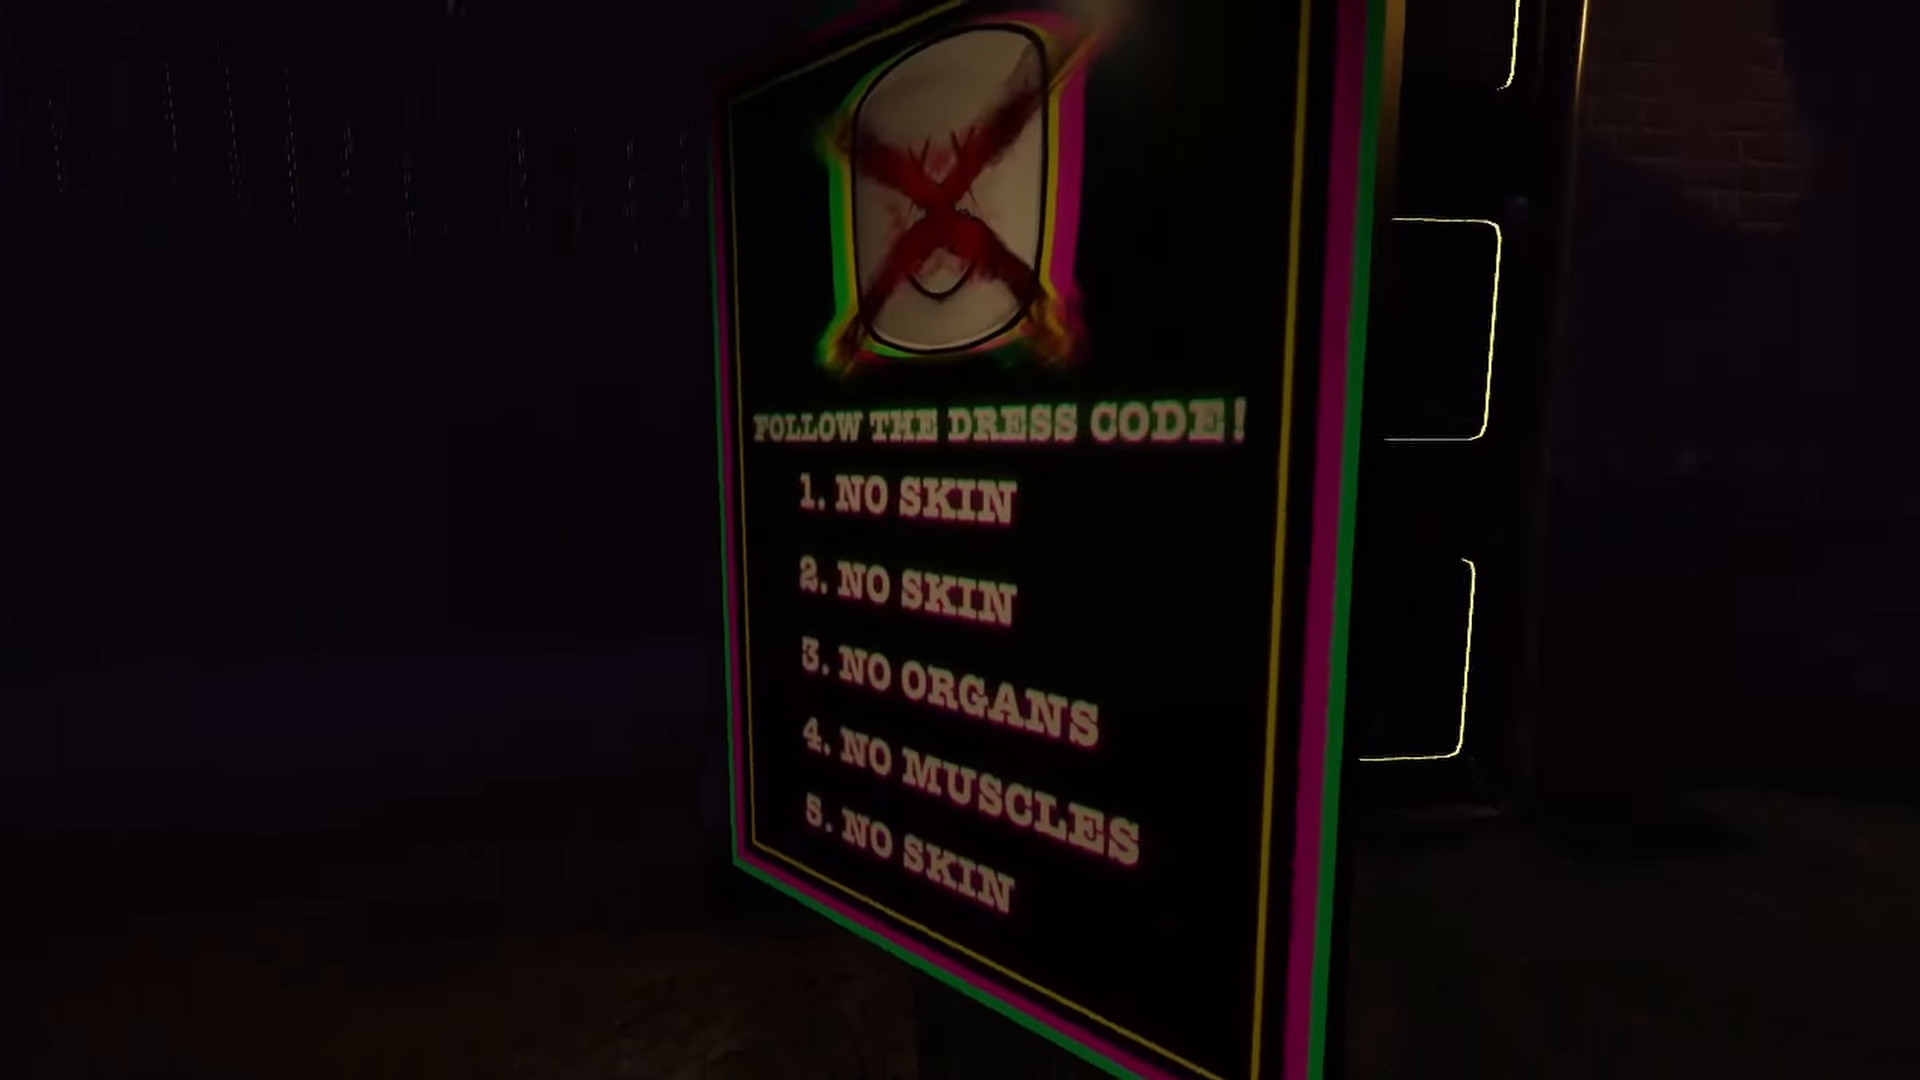 FOLLOW THE DRESS CODE!
1. NO SKIN
2. NO SKIN
3. NO ORGANS
4. NO MUSCLES
5. NO SKIN